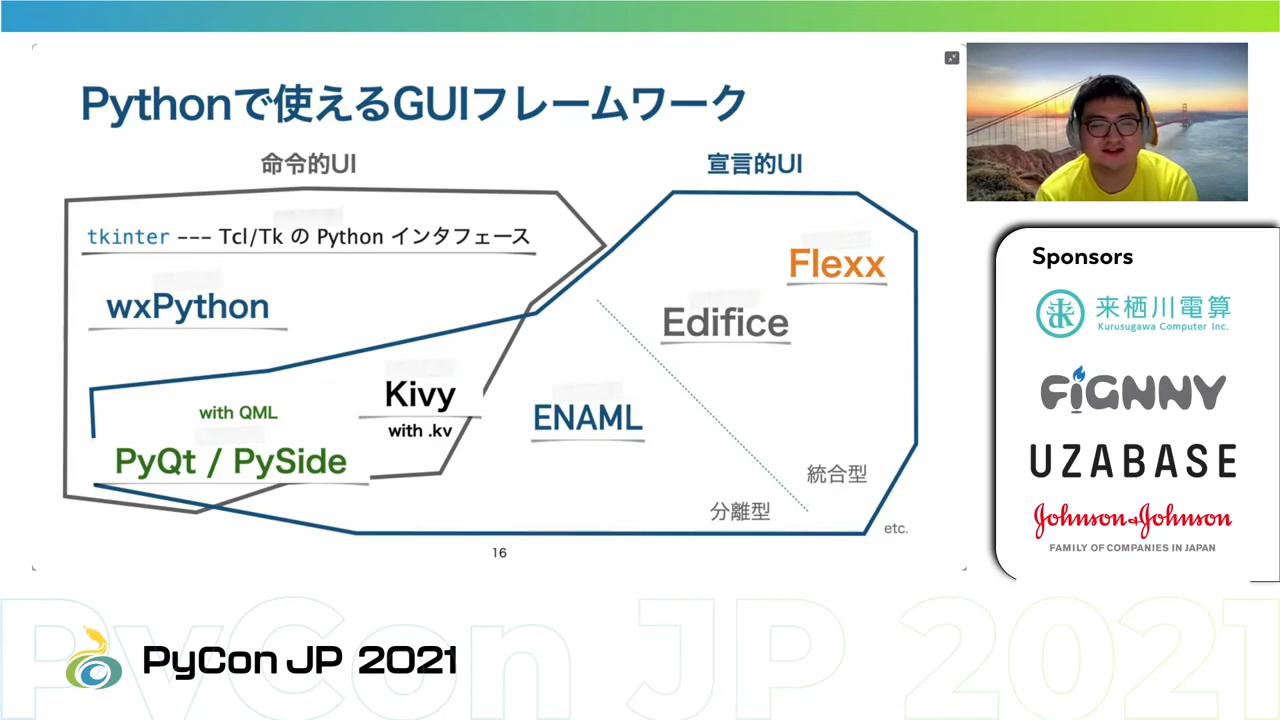 Pythonで使えるGUIフレームワーク
命令的UI
宣言的UI
tkinter --- Tcl/Tk の Python インタフェース
wxPython
Flexx
Edifice
Kivy
with .kv
with QML
PyQt / PySide
ENAML
統合型
分離型
etc.
16
Sponsors
来栖川電算
Kurusugawa Computer Inc.
FiGNNY
UZABASE
Johnson & Johnson
FAMILY OF COMPANIES IN JAPAN
PyCon JP 2021
PyCon JP 2021